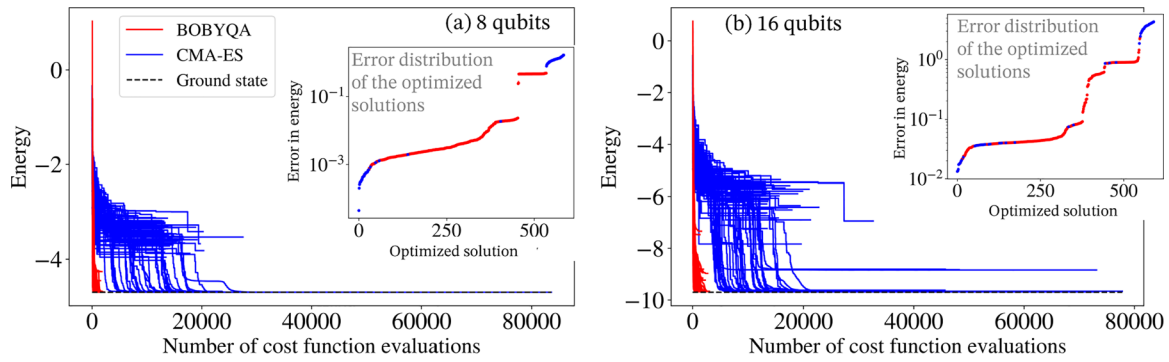 (a) 8 qubits
BOBYQA
CMA-ES
Ground state
Energy
0
−2
−4
0
20000
40000
60000
80000
Number of cost function evaluations
Error distribution
of the optimized
solutions
Error in energy
10⁻¹
10⁻³
0
250
500
Optimized solution
(b) 16 qubits
Energy
0
−2
−4
−6
−8
−10
0
20000
40000
60000
80000
Number of cost function evaluations
Error distribution
of the optimized
solutions
Error in energy
10⁰
10⁻¹
10⁻²
0
250
500
Optimized solution